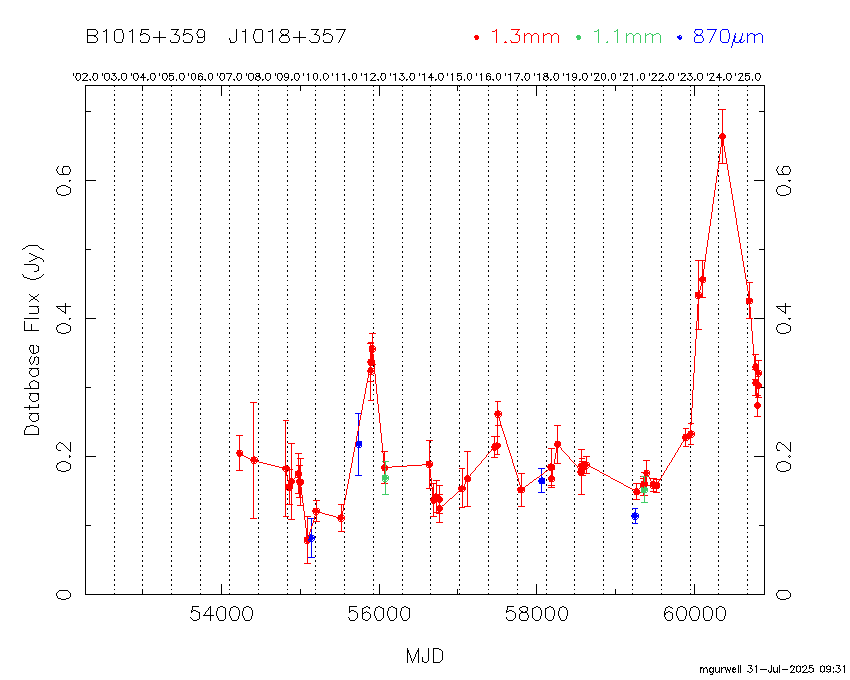 B1015+359 J1018+357 1.3mm 1.1mm 870μm
'02.0 '03.0 '04.0 '05.0 '06.0 '07.0 '08.0 '09.0 '10.0 '11.0 '12.0 '13.0 '14.0 '15.0 '16.0 '17.0 '18.0 '19.0 '20.0 '21.0 '22.0 '23.0 '24.0 '25.0
0.6 0.6
Database Flux (Jy)
0.4 0.4
0.2 0.2
0 0
54000 56000 58000 60000
MJD
mgurwell 31-Jul-2025 09:31